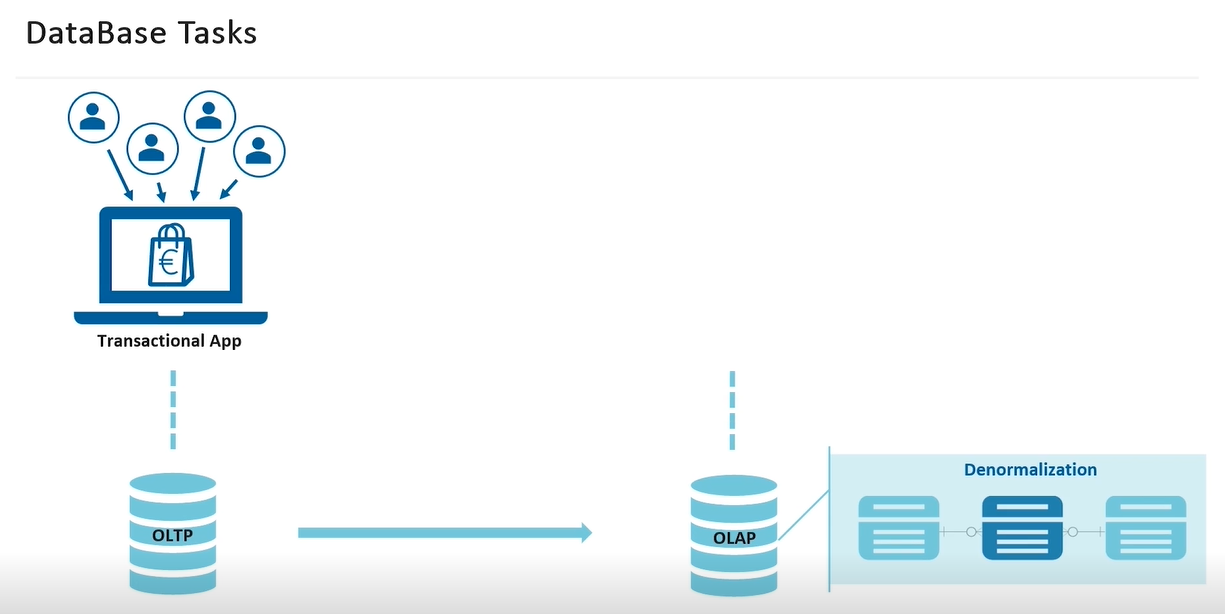 DataBase Tasks
€
Transactional App
OLTP
OLAP
Denormalization